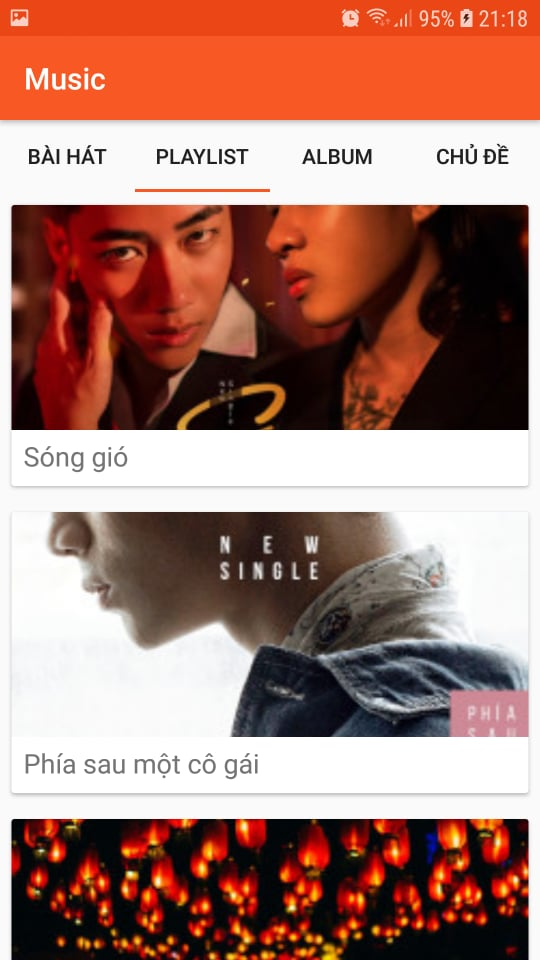 95% 21:18
Music
BÀI HÁT PLAYLIST ALBUM CHỦ ĐỀ
Sóng gió
NEW
SINGLE
PHÍA
SAU
Phía sau một cô gái